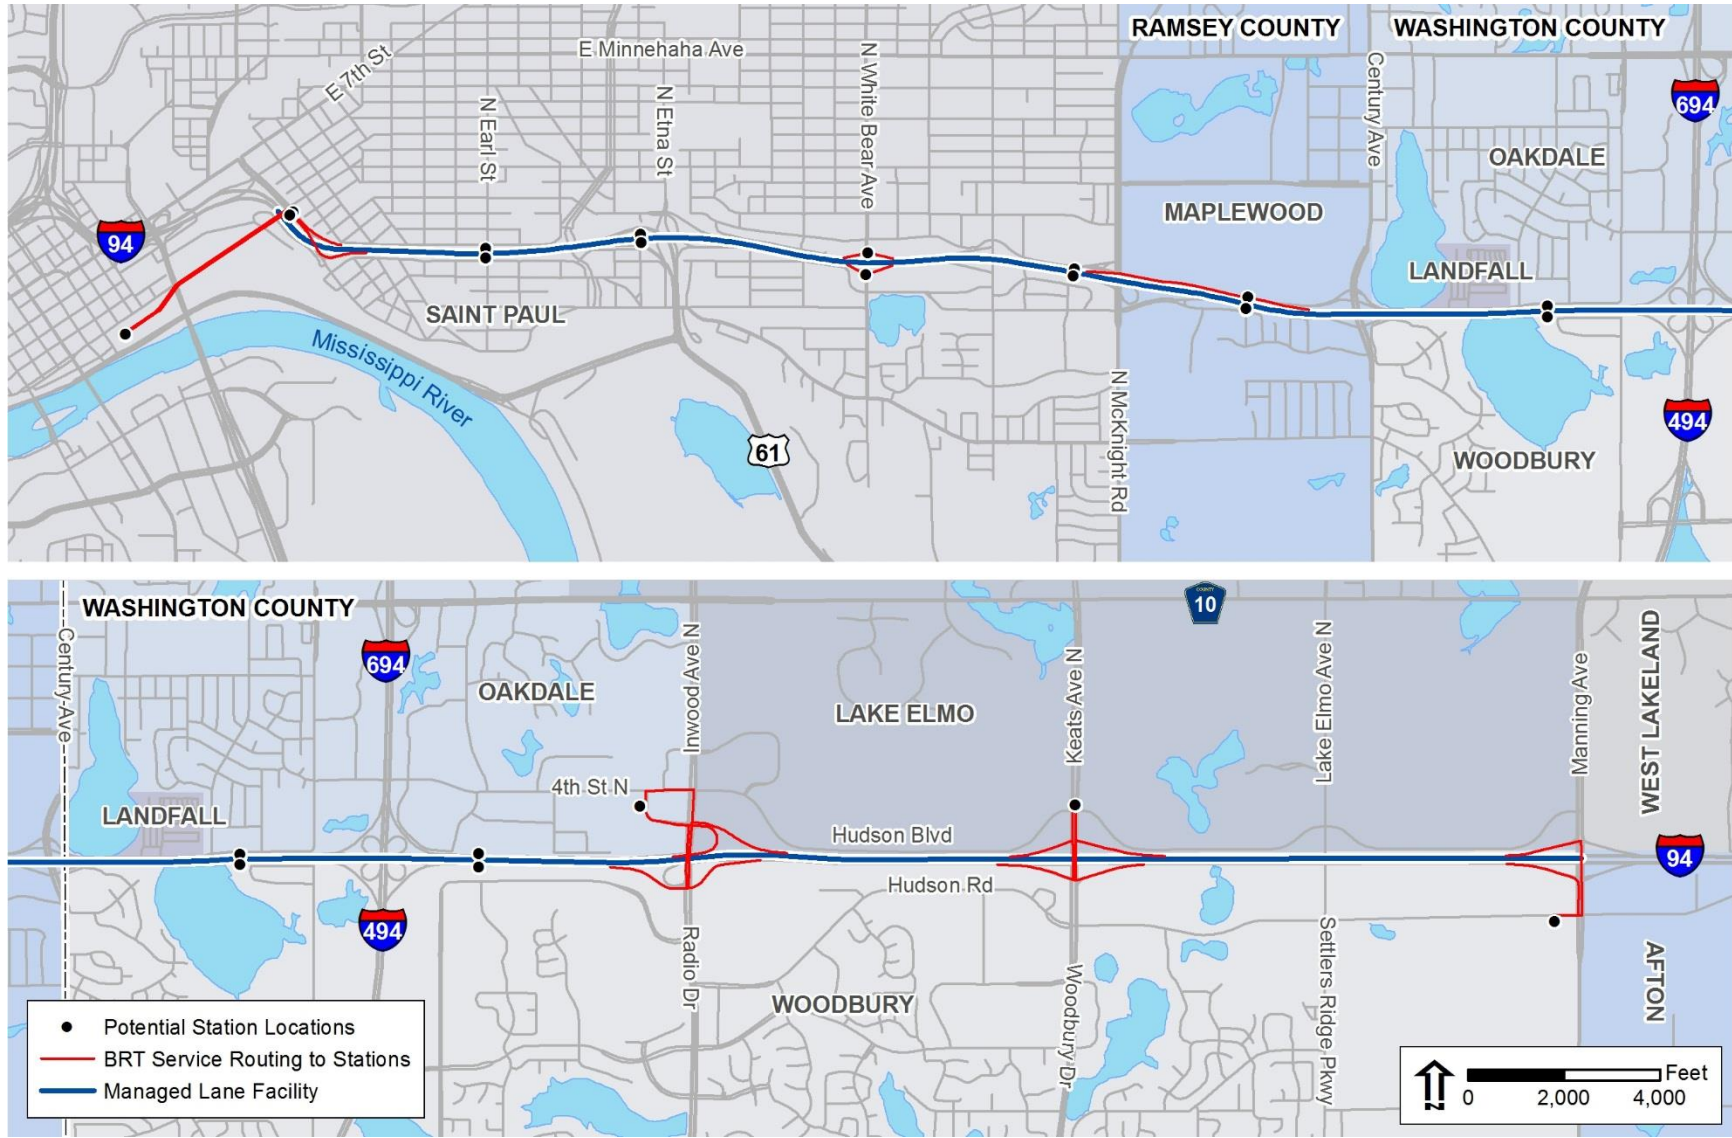 RAMSEY COUNTY
WASHINGTON COUNTY
E Minnehaha Ave
E 7th St
N White Bear Ave
Century Ave
694
N Earl St
N Etna St
OAKDALE
MAPLEWOOD
94
LANDFALL
SAINT PAUL
Mississippi River
N McKnight Rd
494
61
WOODBURY
WASHINGTON COUNTY
10
Century Ave
694
Inwood Ave N
Keats Ave N
Lake Elmo Ave N
Manning Ave
WEST LAKELAND
OAKDALE
LAKE ELMO
4th St N
LANDFALL
Hudson Blvd
94
Hudson Rd
494
Radio Dr
Woodbury Dr
Settlers Ridge Pkwy
AFTON
WOODBURY
Potential Station Locations
BRT Service Routing to Stations
Managed Lane Facility
N
Feet
0 2,000 4,000
COUNTY